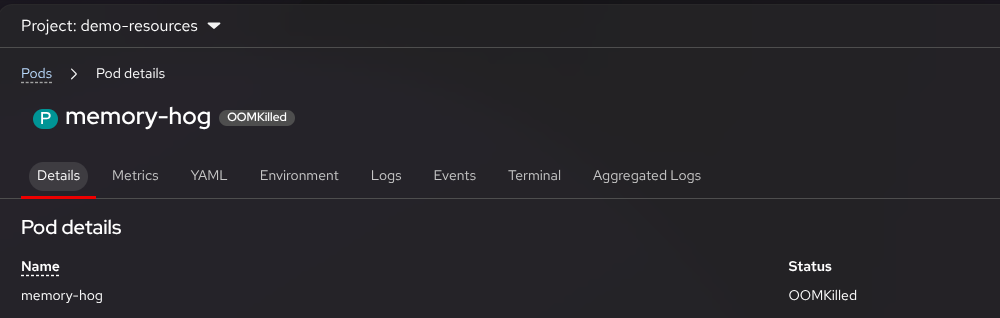 Project: demo-resources
Pods > Pod details
P memory-hog OOMKilled
Details Metrics YAML Environment Logs Events Terminal Aggregated Logs
Pod details
Name Status
memory-hog OOMKilled